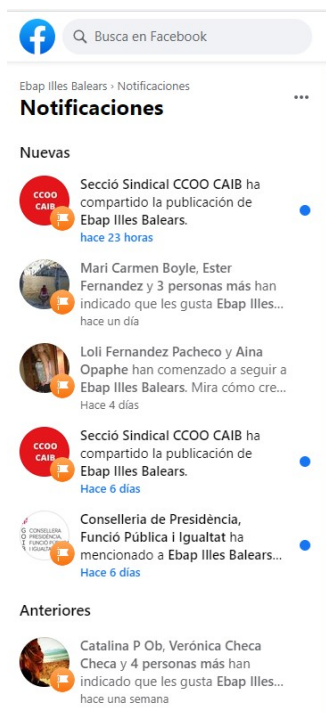 Busca en Facebook
Ebap Illes Balears › Notificaciones
Notificaciones
Nuevas
CCOO
CAIB
Secció Sindical CCOO CAIB ha
compartido la publicación de
Ebap Illes Balears.
hace 23 horas
Mari Carmen Boyle, Ester
Fernandez y 3 personas más han
indicado que les gusta Ebap Illes...
hace un día
Loli Fernandez Pacheco y Aina
Opaphe han comenzado a seguir a
Ebap Illes Balears. Mira cómo cre...
Hace 4 días
CCOO
CAIB
Secció Sindical CCOO CAIB ha
compartido la publicación de
Ebap Illes Balears.
Hace 6 días
G CONSELLERIA
O PRESIDÈNCIA,
I FUNCIÓ PÚBLICA
B I IGUALTAT
Conselleria de Presidència,
Funció Pública i Igualtat ha
mencionado a Ebap Illes Balears...
Hace 6 días
Anteriores
Catalina P Ob, Verónica Checa
Checa y 4 personas más han
indicado que les gusta Ebap Illes...
hace una semana